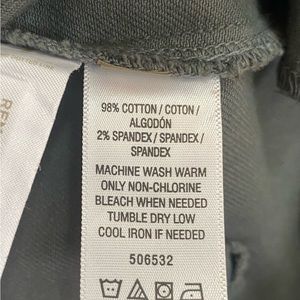 98% COTTON / COTON /
ALGODÓN
2% SPANDEX / SPANDEX /
SPANDEX
MACHINE WASH WARM
ONLY NON-CHLORINE
BLEACH WHEN NEEDED
TUMBLE DRY LOW
COOL IRON IF NEEDED
506532